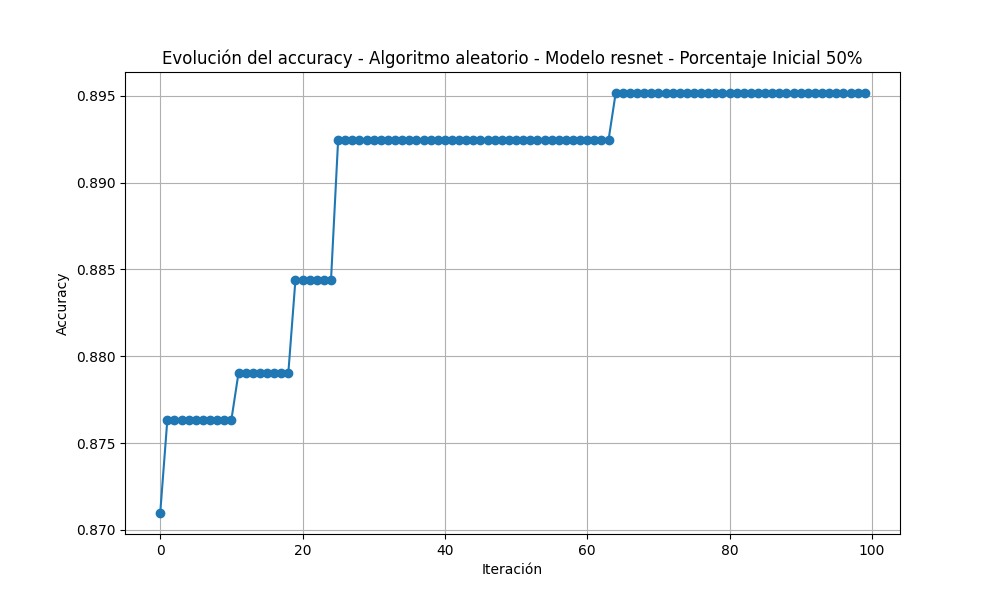 Evolución del accuracy - Algoritmo aleatorio - Modelo resnet - Porcentaje Inicial 50%
Accuracy
0.895
0.890
0.885
0.880
0.875
0.870
0 20 40 60 80 100
Iteración